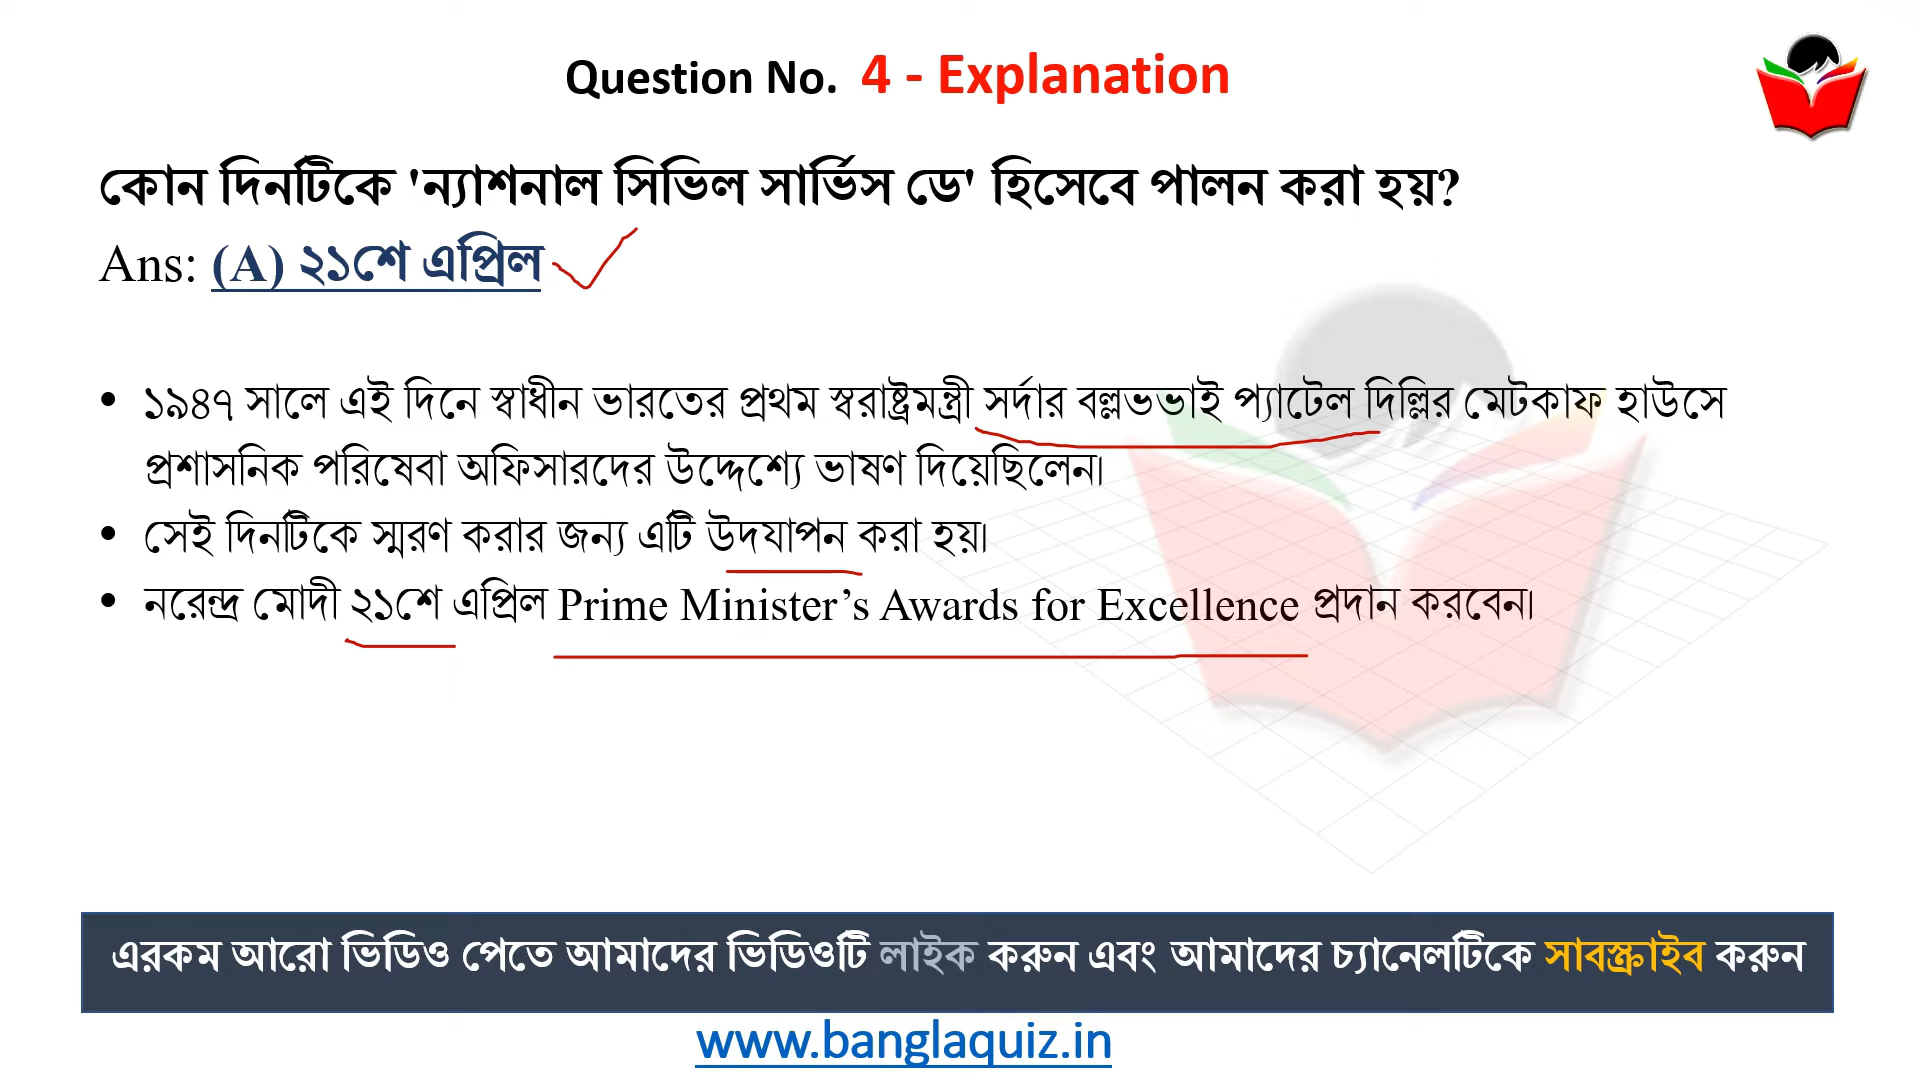 Question No. 4 - Explanation
কোন দিনটিকে 'ন্যাশনাল সিভিল সার্ভিস ডে' হিসেবে পালন করা হয়?
Ans: (A) ২১শে এপ্রিল
• ১৯৪৭ সালে এই দিনে স্বাধীন ভারতের প্রথম স্বরাষ্ট্রমন্ত্রী সর্দার বল্লভভাই প্যাটেল দিল্লির মেটকাফ হাউসে
প্রশাসনিক পরিষেবা অফিসারদের উদ্দেশ্যে ভাষণ দিয়েছিলেন।
• সেই দিনটিকে স্মরণ করার জন্য এটি উদযাপন করা হয়।
• নরেন্দ্র মোদী ২১শে এপ্রিল Prime Minister’s Awards for Excellence প্রদান করবেন।
এরকম আরো ভিডিও পেতে আমাদের ভিডিওটি লাইক করুন এবং আমাদের চ্যানেলটিকে সাবস্ক্রাইব করুন
www.banglaquiz.in